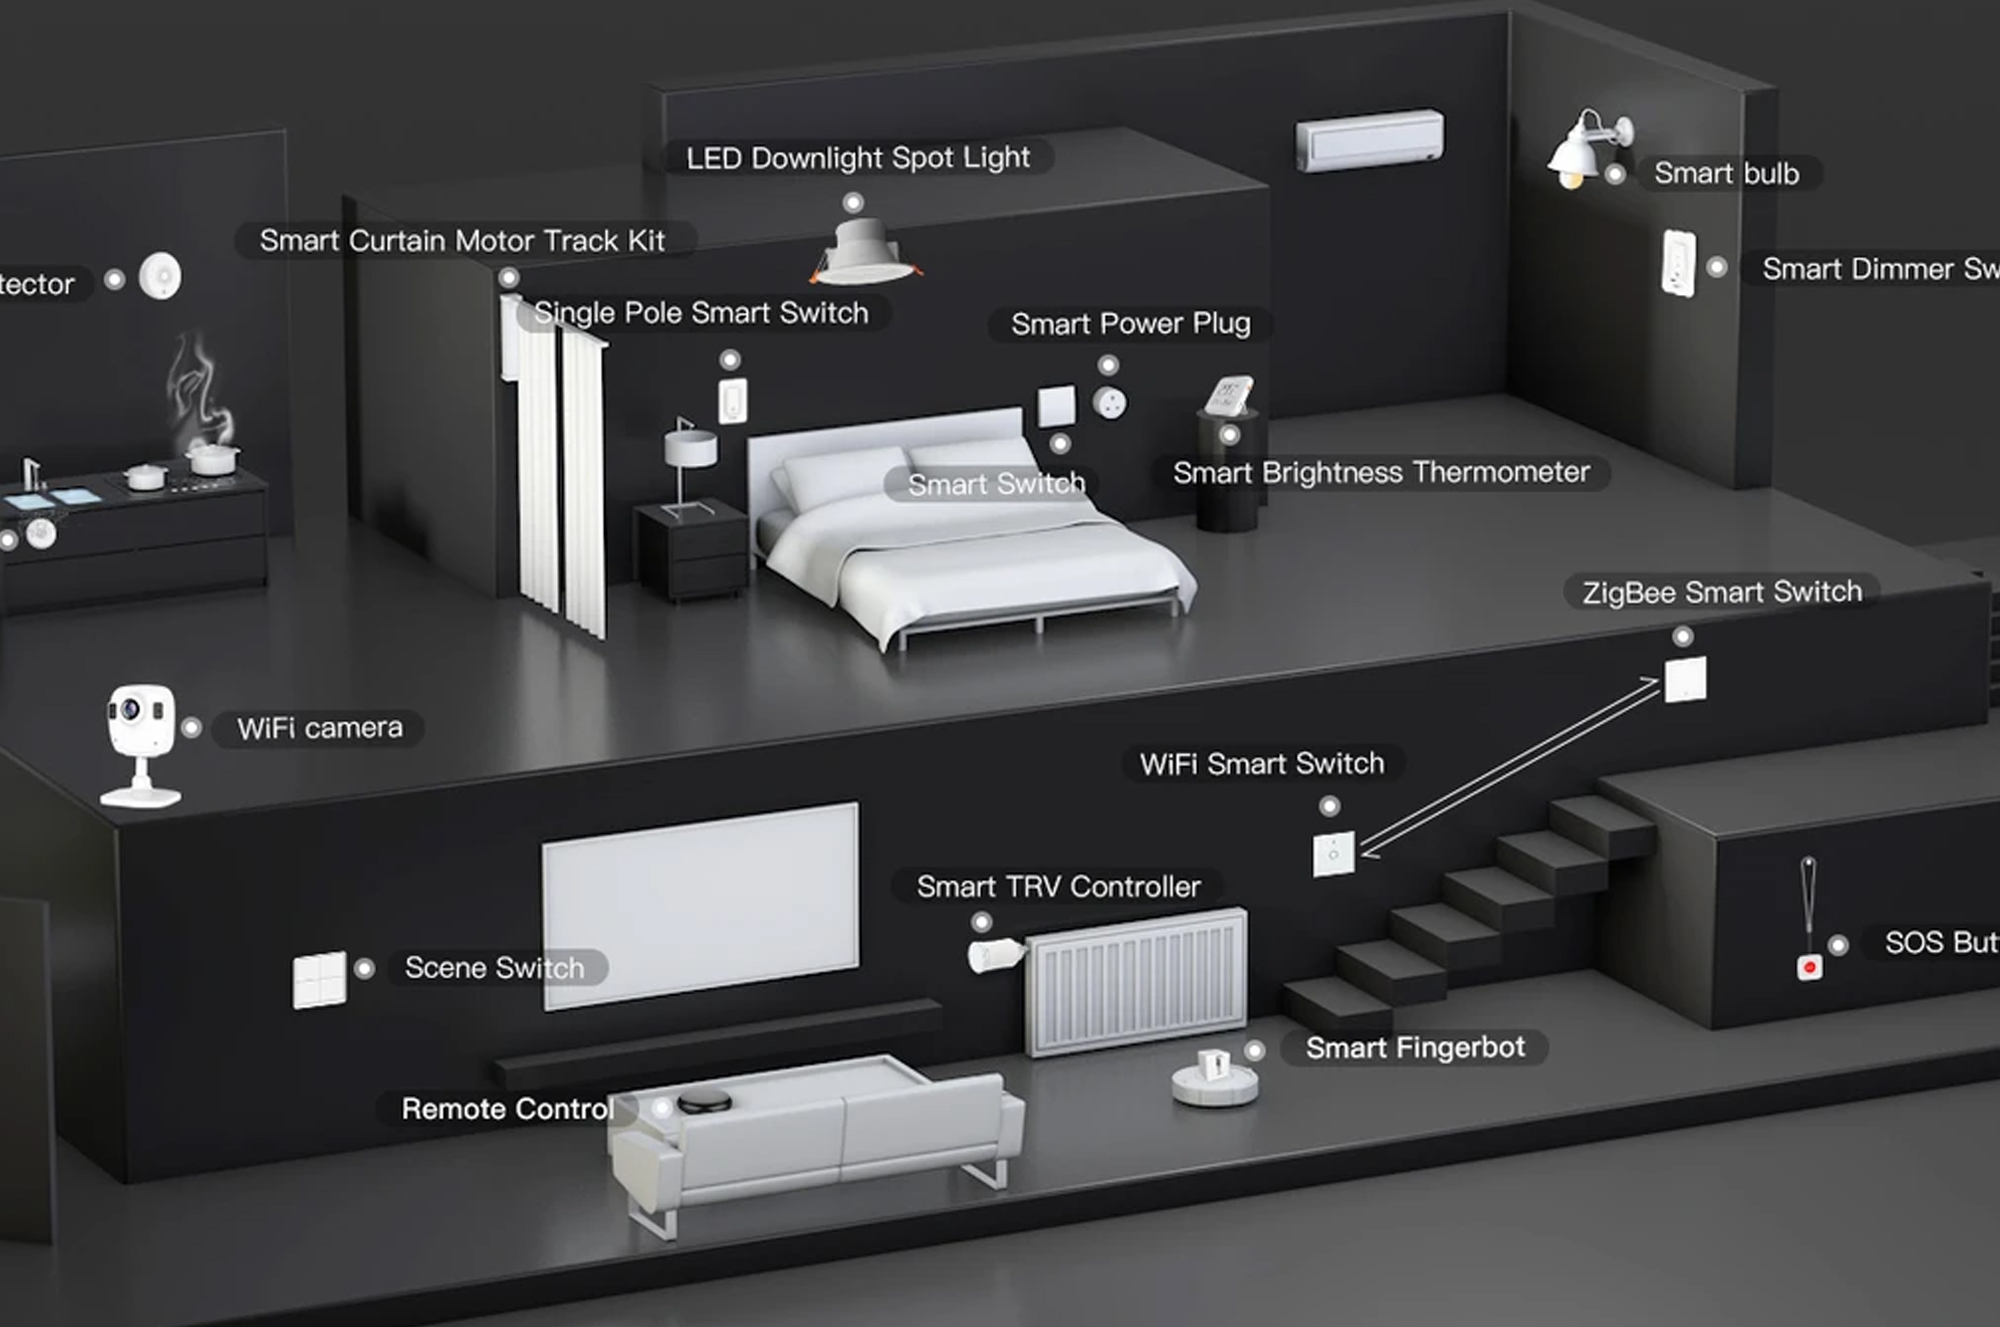 LED Downlight Spot Light
Smart bulb
Smart Curtain Motor Track Kit
tector
Smart Dimmer Sw
Single Pole Smart Switch
Smart Power Plug
Smart Switch
Smart Brightness Thermometer
ZigBee Smart Switch
WiFi camera
WiFi Smart Switch
Smart TRV Controller
Scene Switch
SOS But
Smart Fingerbot
Remote Control